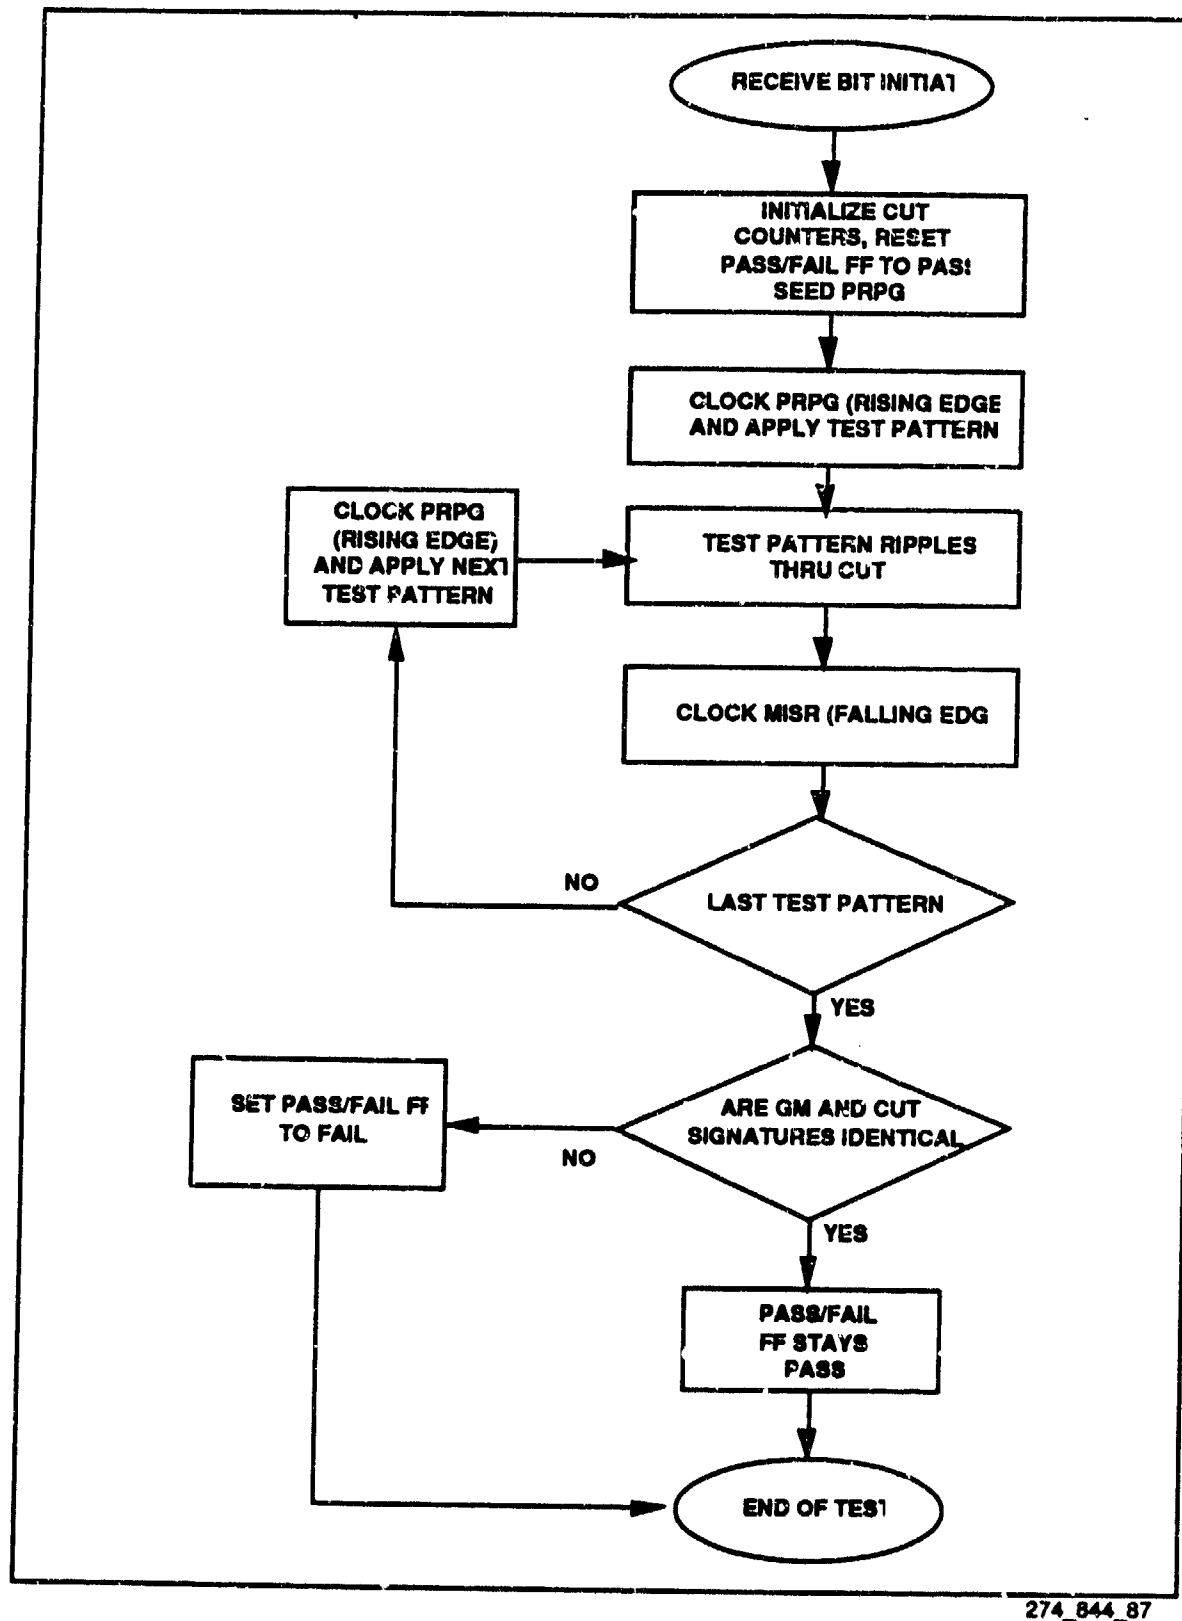 RECEIVE BIT INITIAT
INITIALIZE CUT
COUNTERS, RESET
PASS/FAIL FF TO PASS
SEED PRPG
CLOCK PRPG (RISING EDGE
AND APPLY TEST PATTERN
CLOCK PRPG
(RISING EDGE)
AND APPLY NEXT
TEST PATTERN
TEST PATTERN RIPPLES
THRU CUT
CLOCK MISR (FALLING EDG
NO
LAST TEST PATTERN
YES
SET PASS/FAIL FF
TO FAIL
ARE GM AND CUT
SIGNATURES IDENTICAL
NO
YES
PASS/FAIL
FF STAYS
PASS
END OF TEST
274_844_87